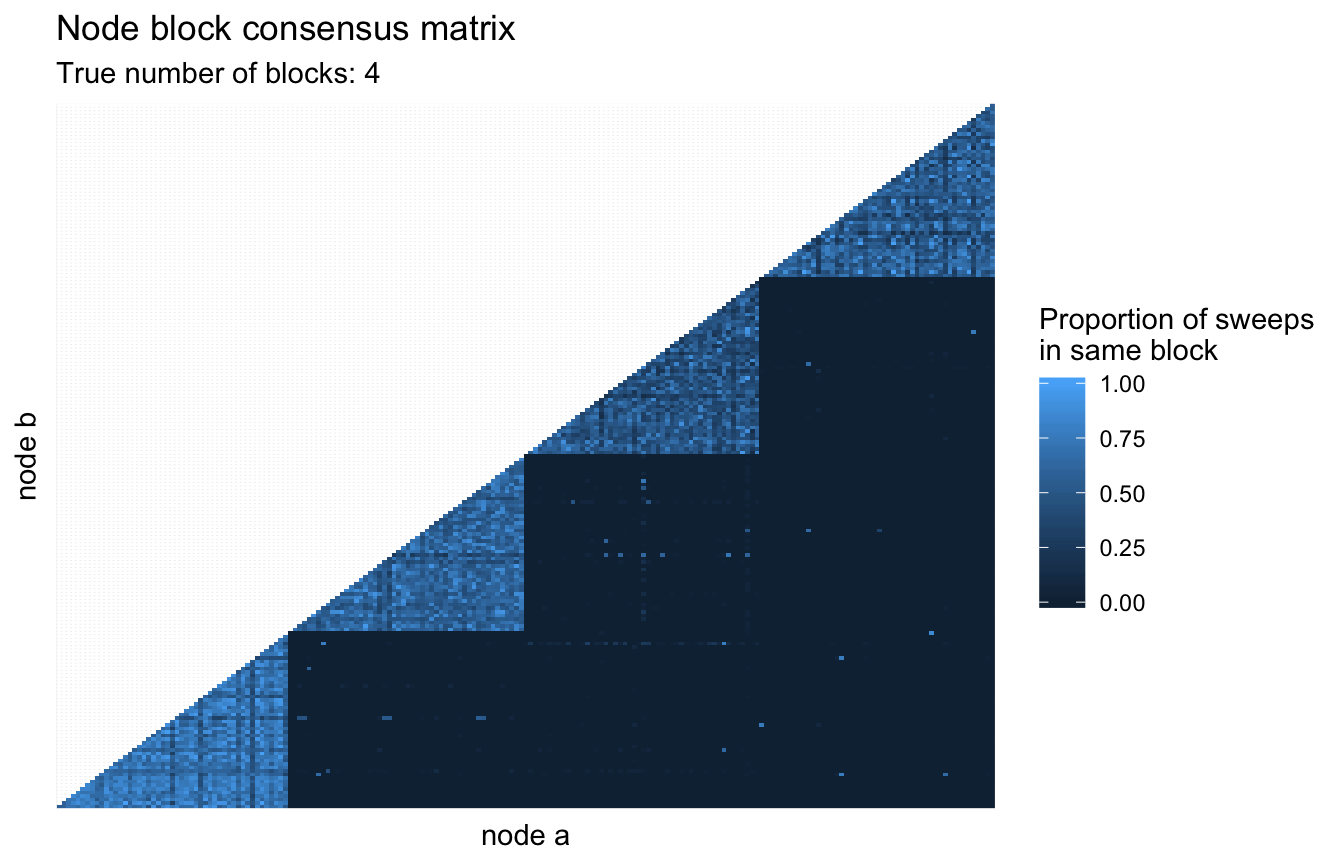 Node block consensus matrix
True number of blocks: 4
node b
node a
Proportion of sweeps
in same block
1.00
0.75
0.50
0.25
0.00